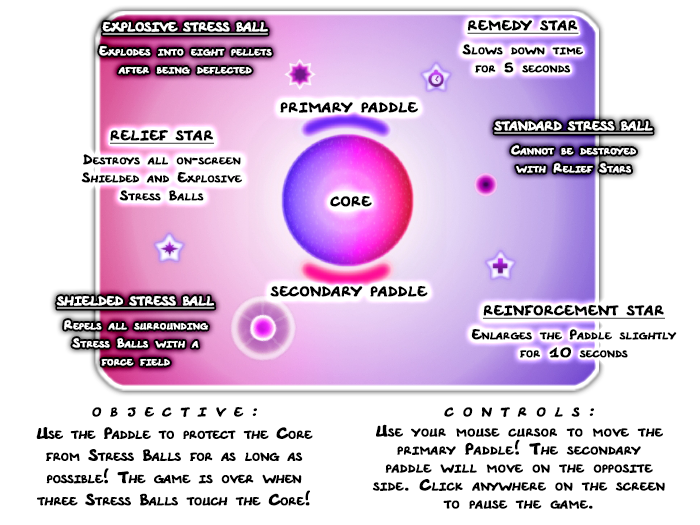 EXPLOSIVE STRESS BALL
EXPLODES INTO EIGHT PELLETS
AFTER BEING DEFLECTED
REMEDY STAR
SLOWS DOWN TIME
FOR 5 SECONDS
PRIMARY PADDLE
RELIEF STAR
DESTROYS ALL ON-SCREEN
SHIELDED AND EXPLOSIVE
STRESS BALLS
STANDARD STRESS BALL
CANNOT BE DESTROYED
WITH RELIEF STARS
CORE
SECONDARY PADDLE
SHIELDED STRESS BALL
REPELS ALL SURROUNDING
STRESS BALLS WITH A
FORCE FIELD
REINFORCEMENT STAR
ENLARGES THE PADDLE SLIGHTLY
FOR 10 SECONDS
OBJECTIVE:
USE THE PADDLE TO PROTECT THE CORE
FROM STRESS BALLS FOR AS LONG AS
POSSIBLE! THE GAME IS OVER WHEN
THREE STRESS BALLS TOUCH THE CORE!
CONTROLS:
USE YOUR MOUSE CURSOR TO MOVE THE
PRIMARY PADDLE! THE SECONDARY
PADDLE WILL MOVE ON THE OPPOSITE
SIDE. CLICK ANYWHERE ON THE SCREEN
TO PAUSE THE GAME.